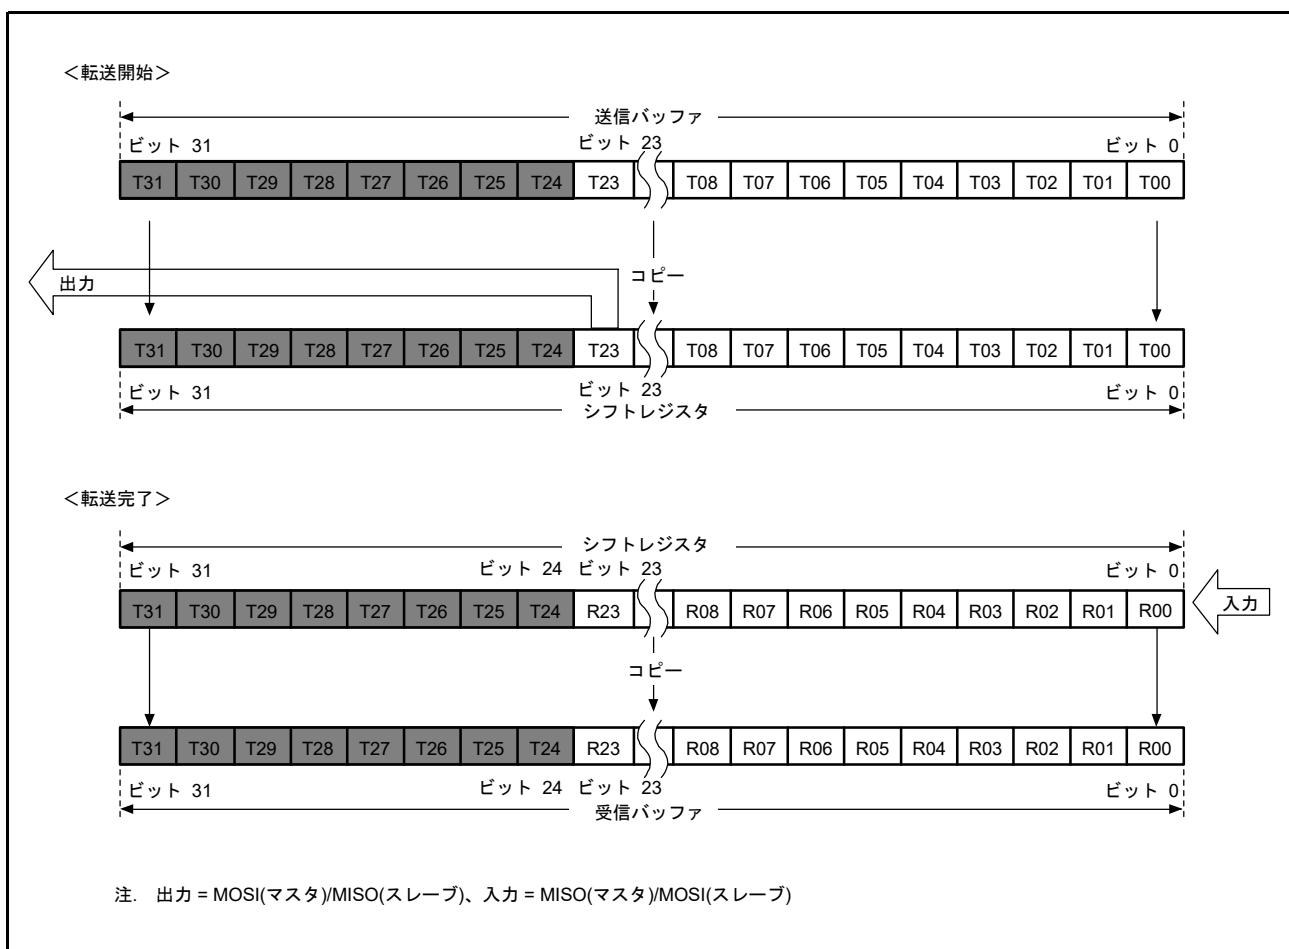 ＜転送開始＞
送信バッファ
ビット 31 ビット 23 ビット 0
T31 T30 T29 T28 T27 T26 T25 T24 T23 T08 T07 T06 T05 T04 T03 T02 T01 T00
出力 コピー
T31 T30 T29 T28 T27 T26 T25 T24 T23 T08 T07 T06 T05 T04 T03 T02 T01 T00
ビット 31 ビット 23 ビット 0
シフトレジスタ
＜転送完了＞
シフトレジスタ
ビット 31 ビット 24 ビット 23 ビット 0
T31 T30 T29 T28 T27 T26 T25 T24 R23 R08 R07 R06 R05 R04 R03 R02 R01 R00 入力
コピー
T31 T30 T29 T28 T27 T26 T25 T24 R23 R08 R07 R06 R05 R04 R03 R02 R01 R00
ビット 31 ビット 24 ビット 23 ビット 0
受信バッファ
注. 出力 = MOSI(マスタ)/MISO(スレーブ)、入力 = MISO(マスタ)/MOSI(スレーブ)